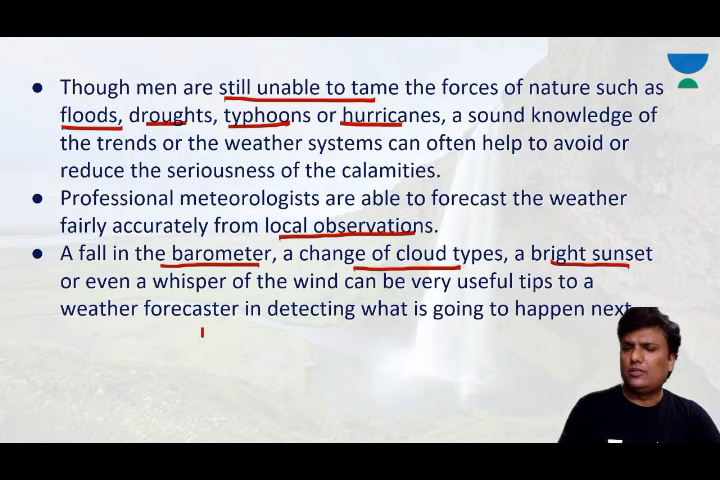 ● Though men are still unable to tame the forces of nature such as
floods, droughts, typhoons or hurricanes, a sound knowledge of
the trends or the weather systems can often help to avoid or
reduce the seriousness of the calamities.
● Professional meteorologists are able to forecast the weather
fairly accurately from local observations.
● A fall in the barometer, a change of cloud types, a bright sunset
or even a whisper of the wind can be very useful tips to a
weather forecaster in detecting what is going to happen next